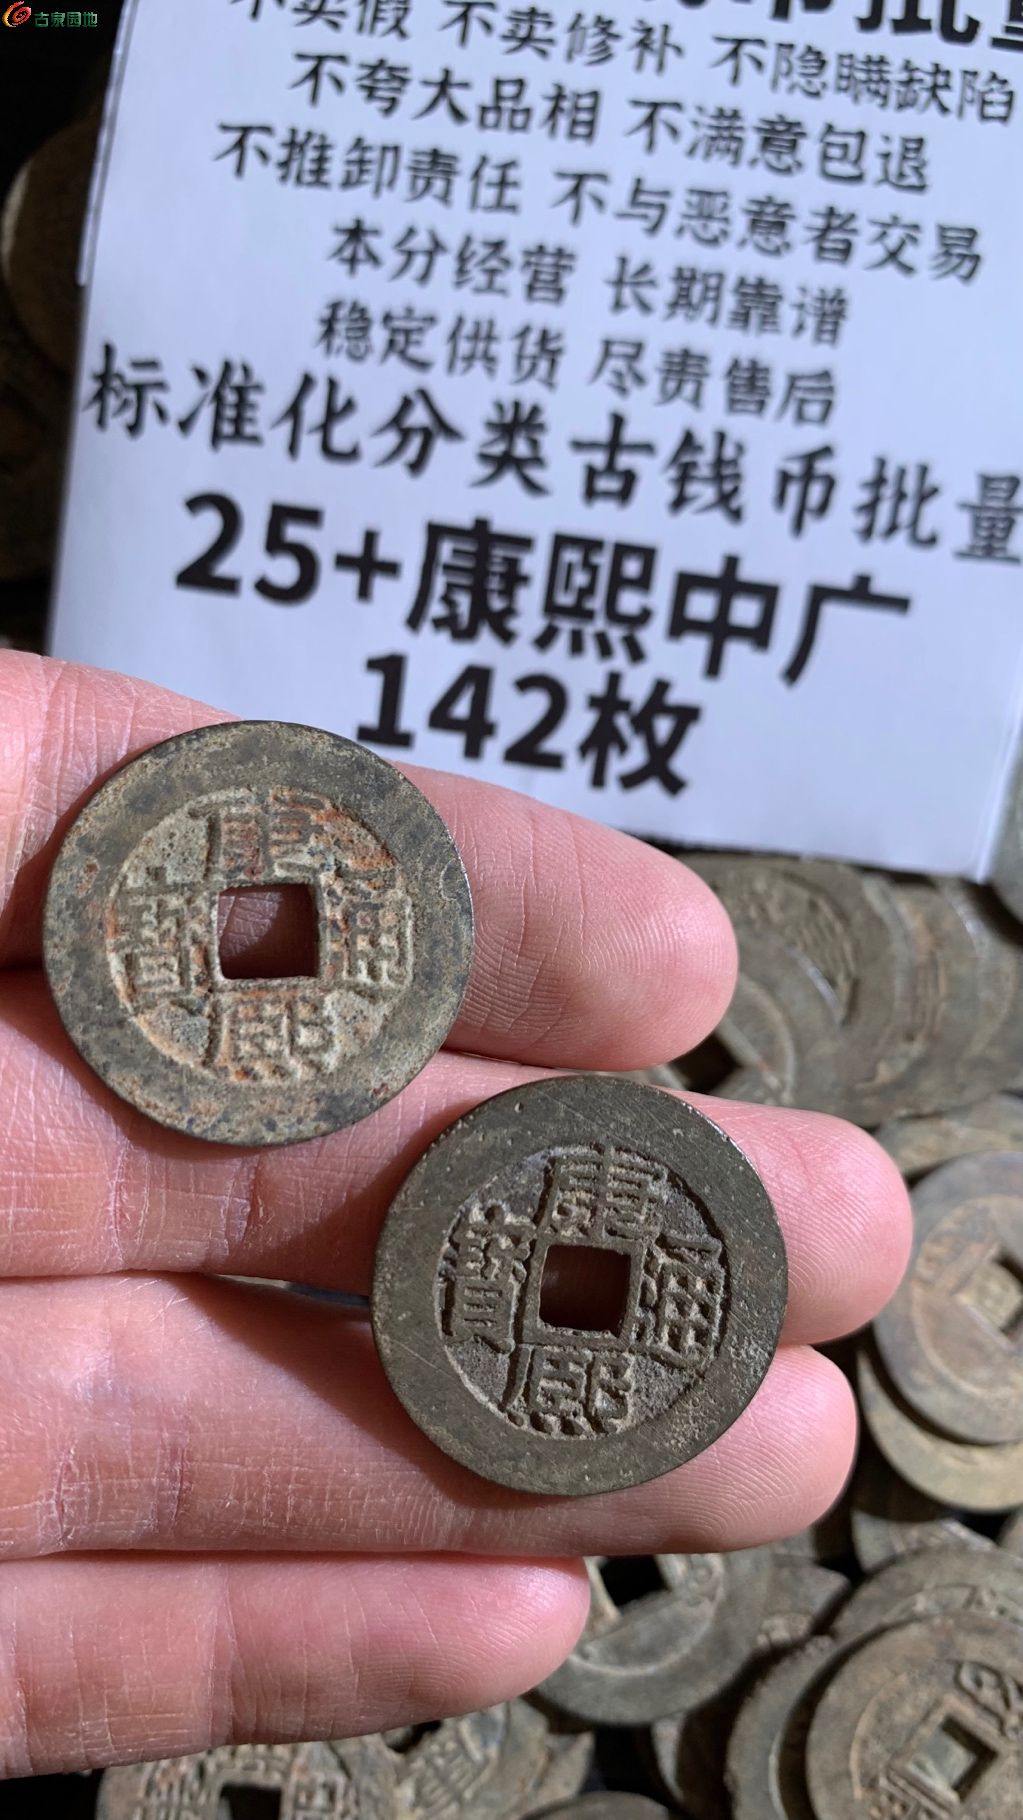 古泉园地
不卖假 不卖修补 不隐瞒缺陷
不夸大品相 不满意包退
不推卸责任 不与恶意者交易
本分经营 长期靠谱
稳定供货 尽责售后
标准化分类古钱币批量
25+康熙中广
142枚
康熙通寳
康熙通寳